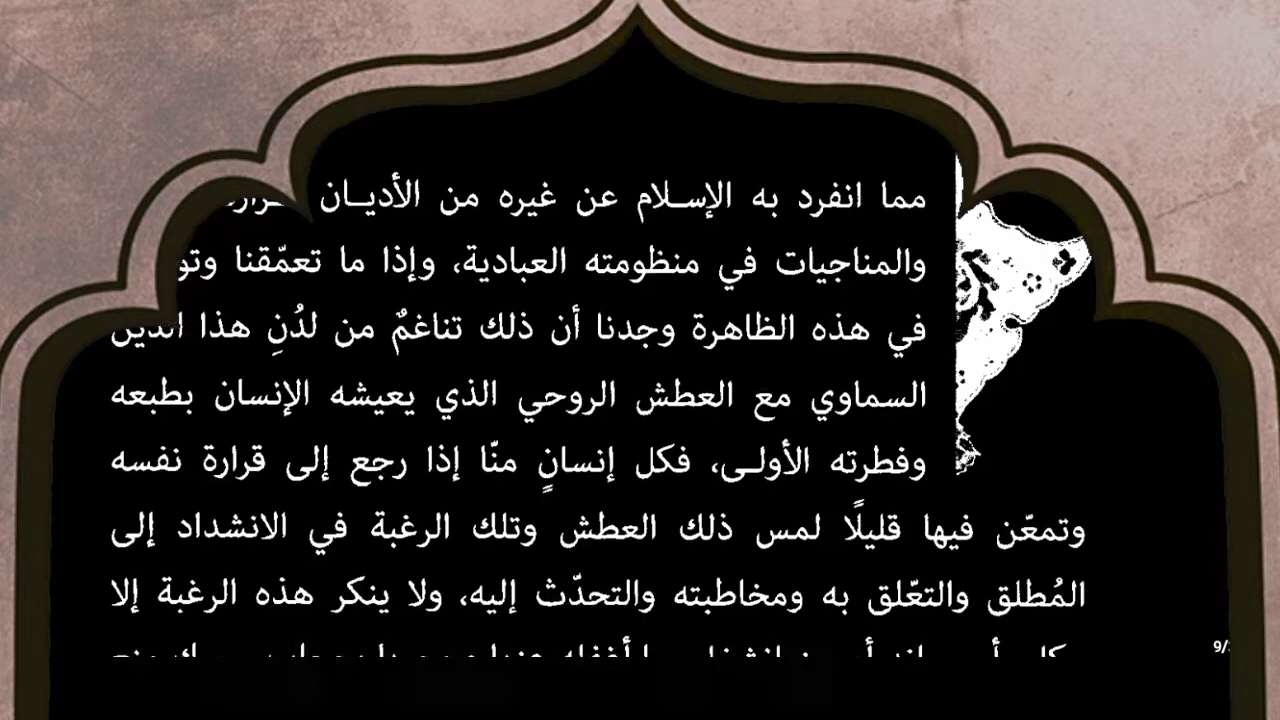 مما انفرد به الإسـلام عن غيره من الأديـان
والمناجيات في منظومته العبادية، وإذا ما تعمّقنا
في هذه الظاهرة وجدنا أن ذلك تناغمٌ من لدُنِ هذا الدين
السماوي مع العطش الروحي الذي يعيشه الإنسان بطبعه
وفطرته الأولـى، فكل إنسانٍ منّا إذا رجع إلى قرارة نفسه
وتمعّن فيها قليلًا لمس ذلك العطش وتلك الرغبة في الانشداد إلى
المُطلق والتعّلق به ومخاطبته والتحدّث إليه، ولا ينكر هذه الرغبة إلا